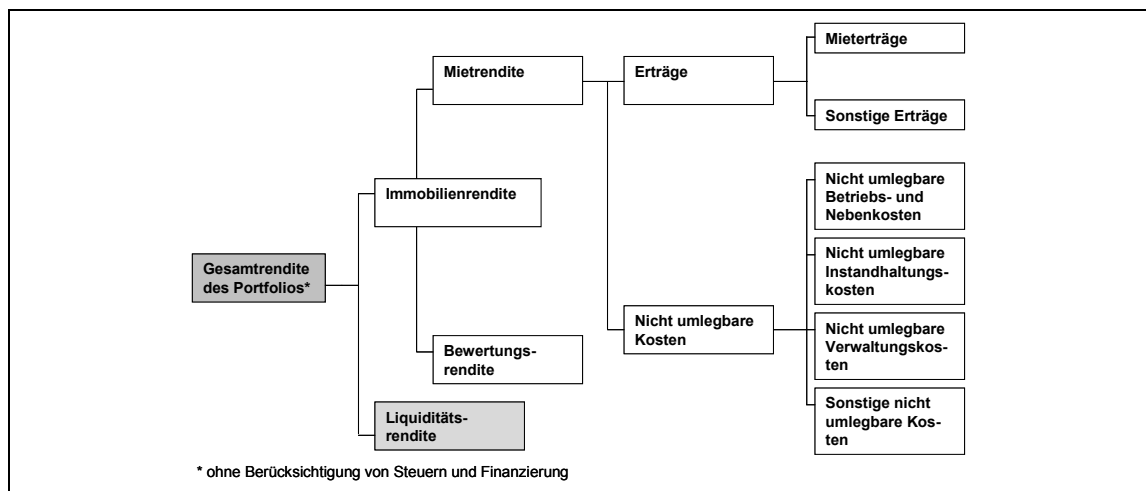 Mieterträge
Mietrendite
Erträge
Sonstige Erträge
Immobilienrendite
Nicht umlegbare
Betriebs- und
Nebenkosten
Gesamtrendite
des Portfolios*
Nicht umlegbare
Instandhaltungs-
kosten
Bewertungs-
rendite
Nicht umlegbare
Kosten
Nicht umlegbare
Verwaltungskos-
ten
Liquiditäts-
rendite
Sonstige nicht
umlegbare Kos-
ten
* ohne Berücksichtigung von Steuern und Finanzierung